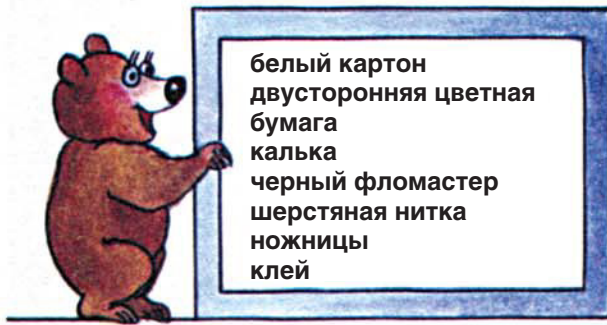 белый картон
двусторонняя цветная
бумага
калька
черный фломастер
шерстяная нитка
ножницы
клей